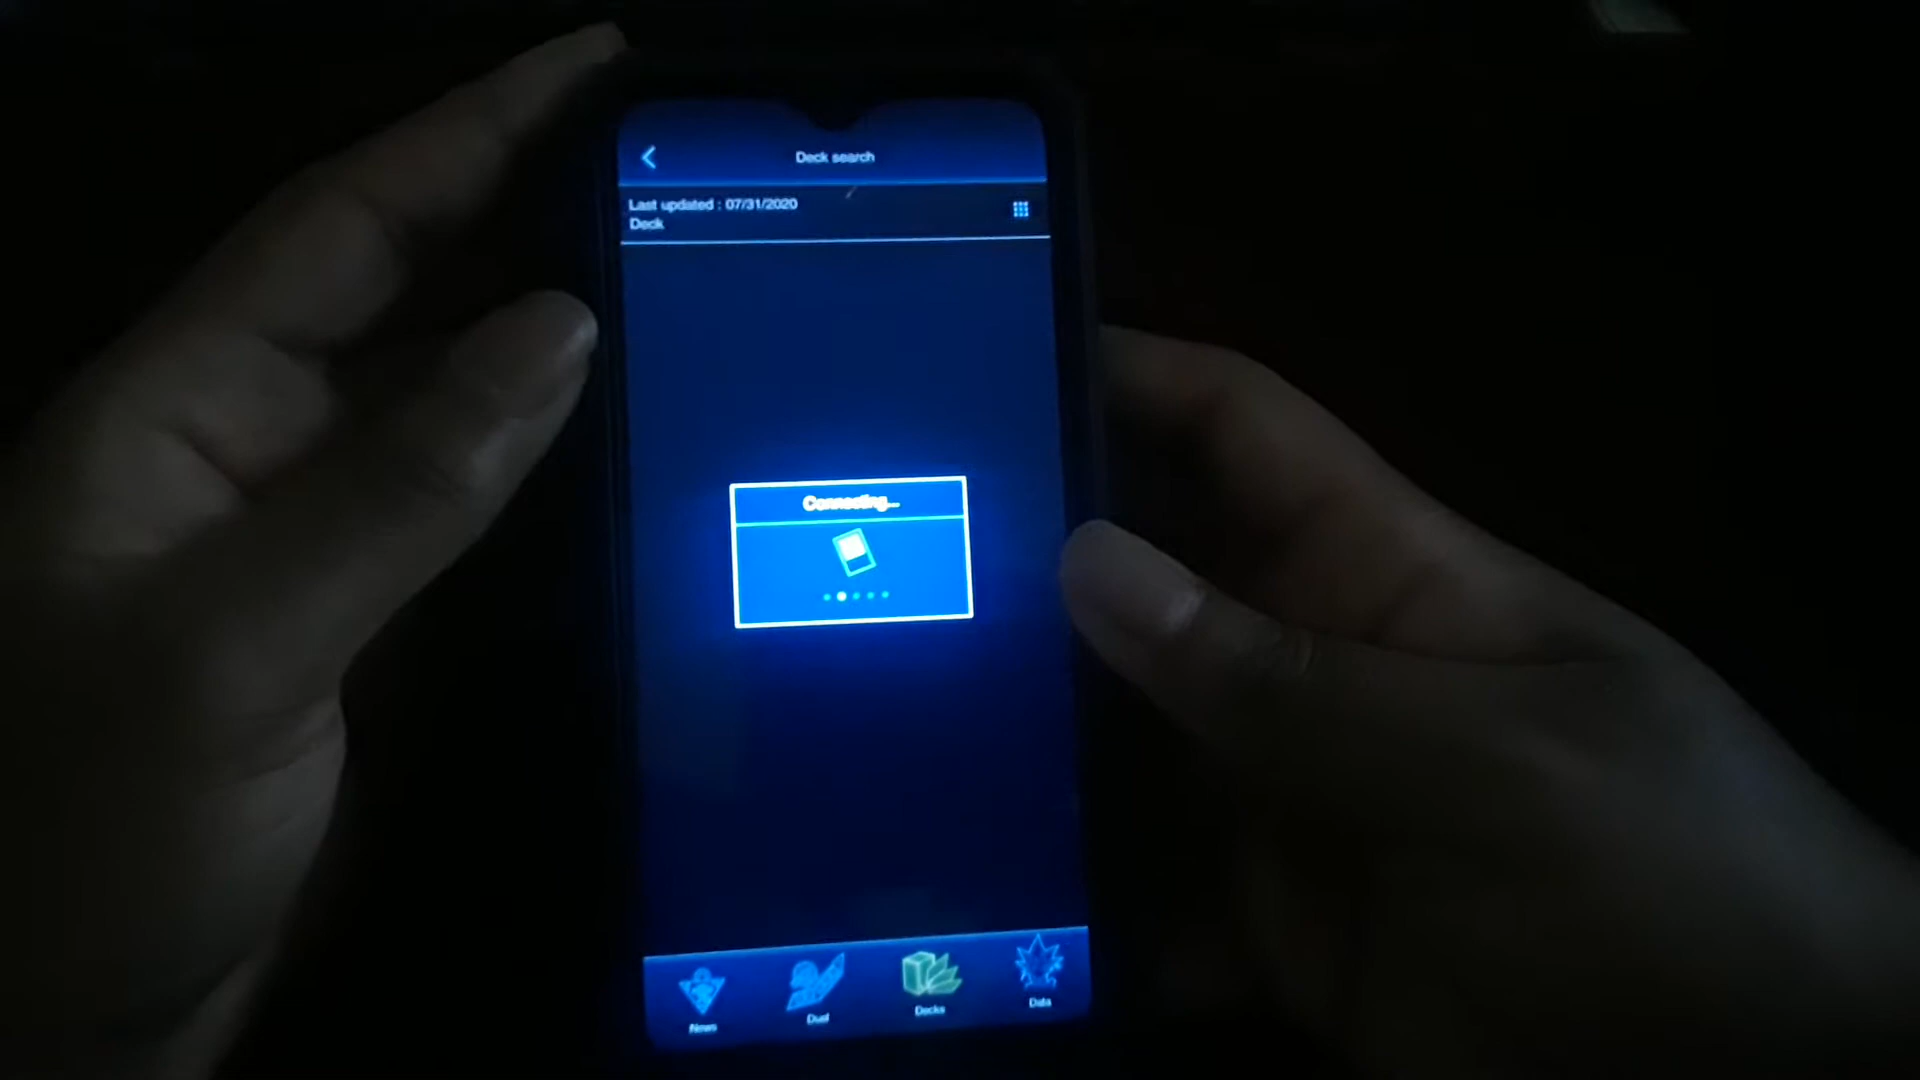 Deck search
Last updated : 07/31/2020
Deck
Connecting...
News
Duel
Decks
Data